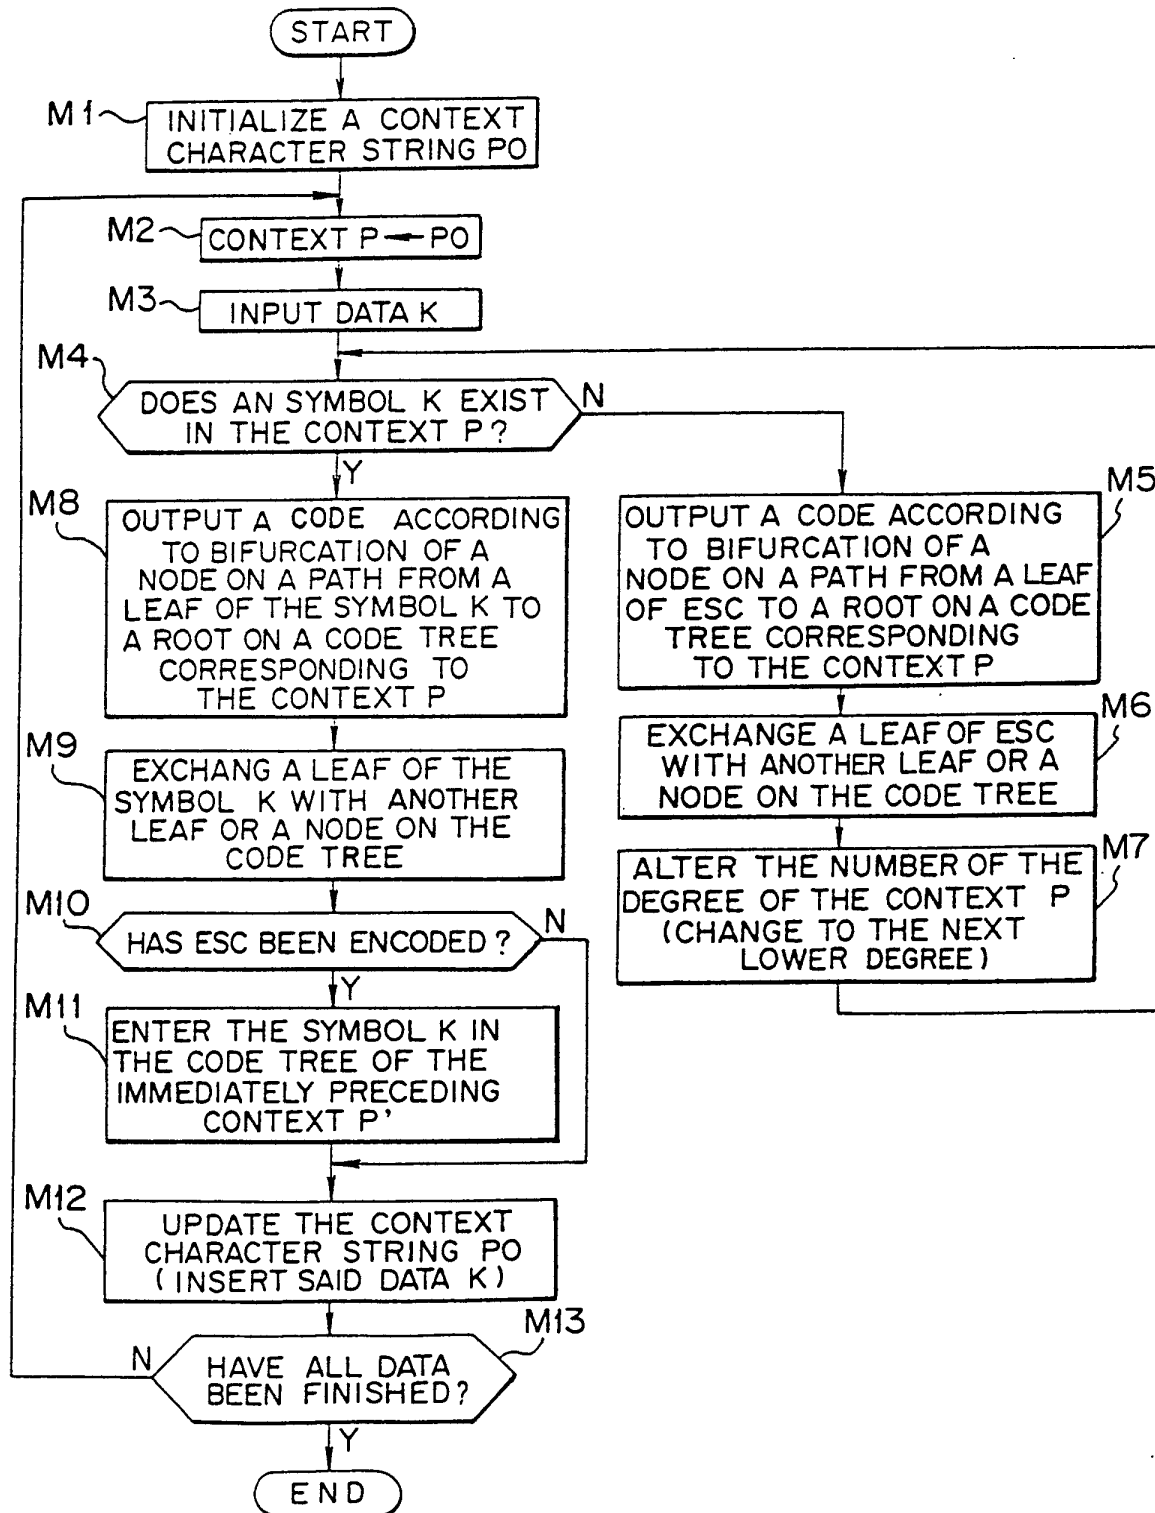 START
M1
INITIALIZE A CONTEXT
CHARACTER STRING PO
M2
CONTEXT P ← PO
M3
INPUT DATA K
M4
DOES AN SYMBOL K EXIST
IN THE CONTEXT P?
N
Y
M8
OUTPUT A CODE ACCORDING
TO BIFURCATION OF A
NODE ON A PATH FROM A
LEAF OF THE SYMBOL K TO
A ROOT ON A CODE TREE
CORRESPONDING TO
THE CONTEXT P
M5
OUTPUT A CODE ACCORDING
TO BIFURCATION OF A
NODE ON A PATH FROM A LEAF
OF ESC TO A ROOT ON A CODE
TREE CORRESPONDING
TO THE CONTEXT P
M6
EXCHANGE A LEAF OF ESC
WITH ANOTHER LEAF OR A
NODE ON THE CODE TREE
M7
ALTER THE NUMBER OF THE
DEGREE OF THE CONTEXT P
(CHANGE TO THE NEXT
LOWER DEGREE)
M9
EXCHANG A LEAF OF THE
SYMBOL K WITH ANOTHER
LEAF OR A NODE ON THE
CODE TREE
M10
HAS ESC BEEN ENCODED?
N
Y
M11
ENTER THE SYMBOL K IN
THE CODE TREE OF THE
IMMEDIATELY PRECEDING
CONTEXT P'
M12
UPDATE THE CONTEXT
CHARACTER STRING PO
(INSERT SAID DATA K)
M13
HAVE ALL DATA
BEEN FINISHED?
N
Y
END